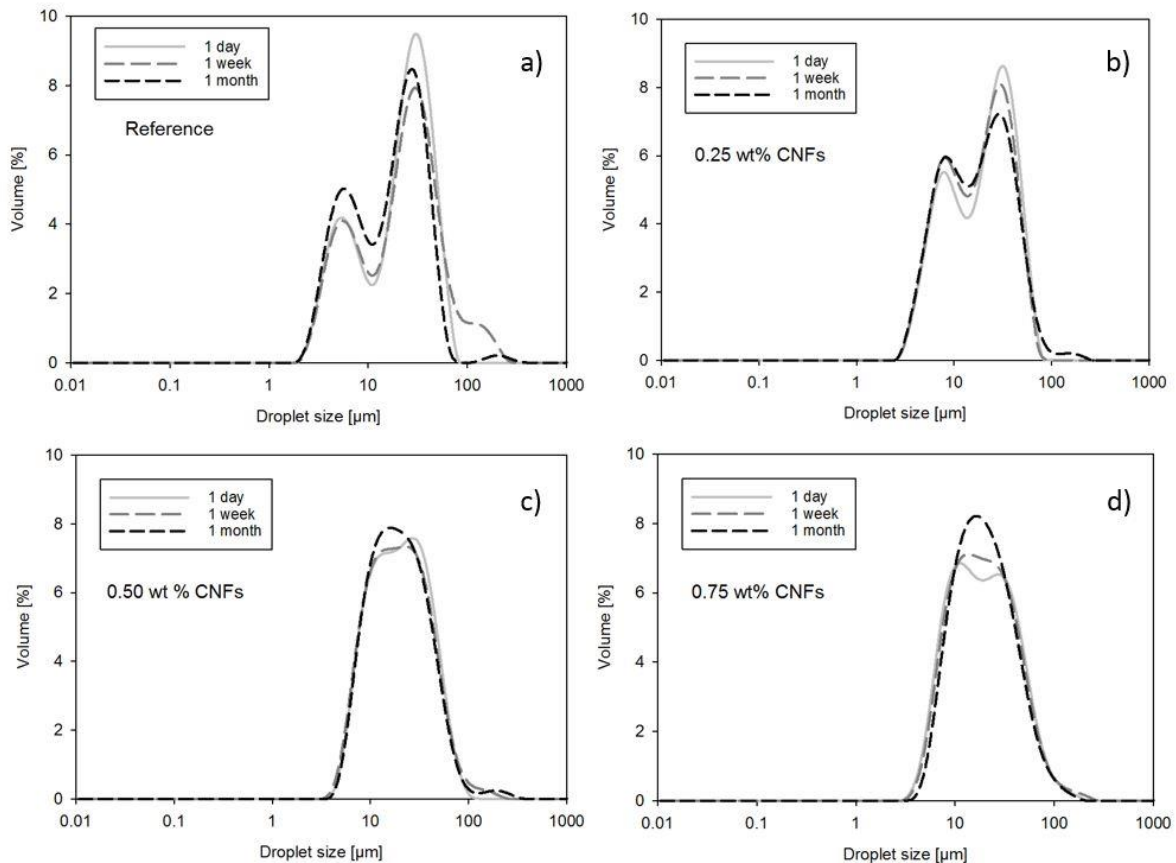 a)
10
8
6
4
2
0
Volume [%]
1 day
1 week
1 month
Reference
0.01 0.1 1 10 100 1000
Droplet size [µm]
b)
10
8
6
4
2
0
Volume [%]
1 day
1 week
1 month
0.25 wt% CNFs
0.01 0.1 1 10 100 1000
Droplet size [µm]
c)
10
8
6
4
2
0
Volume [%]
1 day
1 week
1 month
0.50 wt % CNFs
0.01 0.1 1 10 100 1000
Droplet size [µm]
d)
10
8
6
4
2
0
Volume [%]
1 day
1 week
1 month
0.75 wt% CNFs
0.01 0.1 1 10 100 1000
Droplet size [µm]